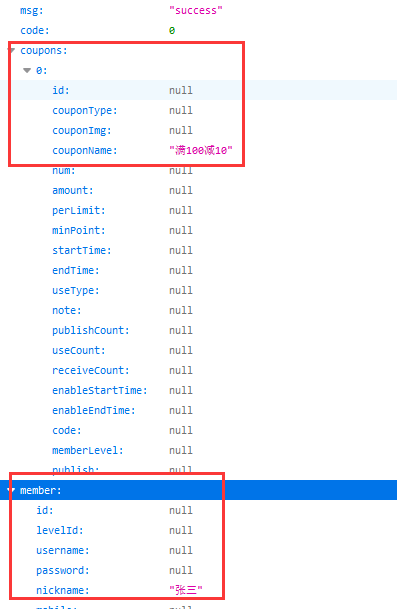 msg: "success"
code: 0
coupons:
0:
id: null
couponType: null
couponImg: null
couponName: "满100减10"
num: null
amount: null
perLimit: null
minPoint: null
startTime: null
endTime: null
useType: null
note: null
publishCount: null
useCount: null
receiveCount: null
enableStartTime: null
enableEndTime: null
code: null
memberLevel: null
publish: null
member:
id: null
levelId: null
username: null
password: null
nickname: "张三"
mobile: null